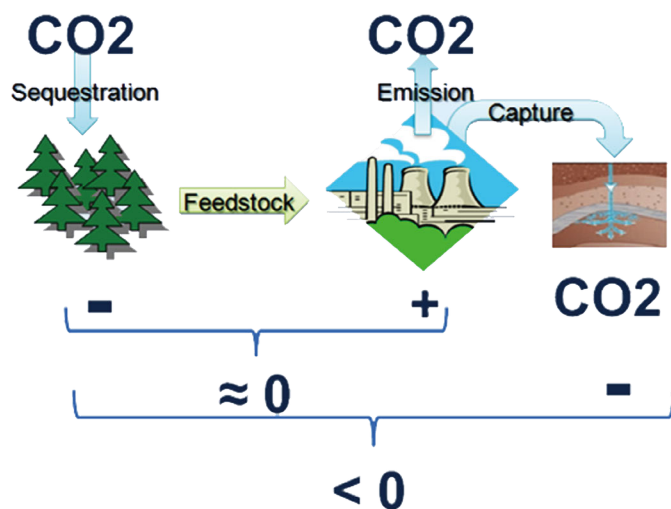 CO2
CO2
Sequestration
Emission
Capture
Feedstock
CO2
- +
≈ 0
-
< 0